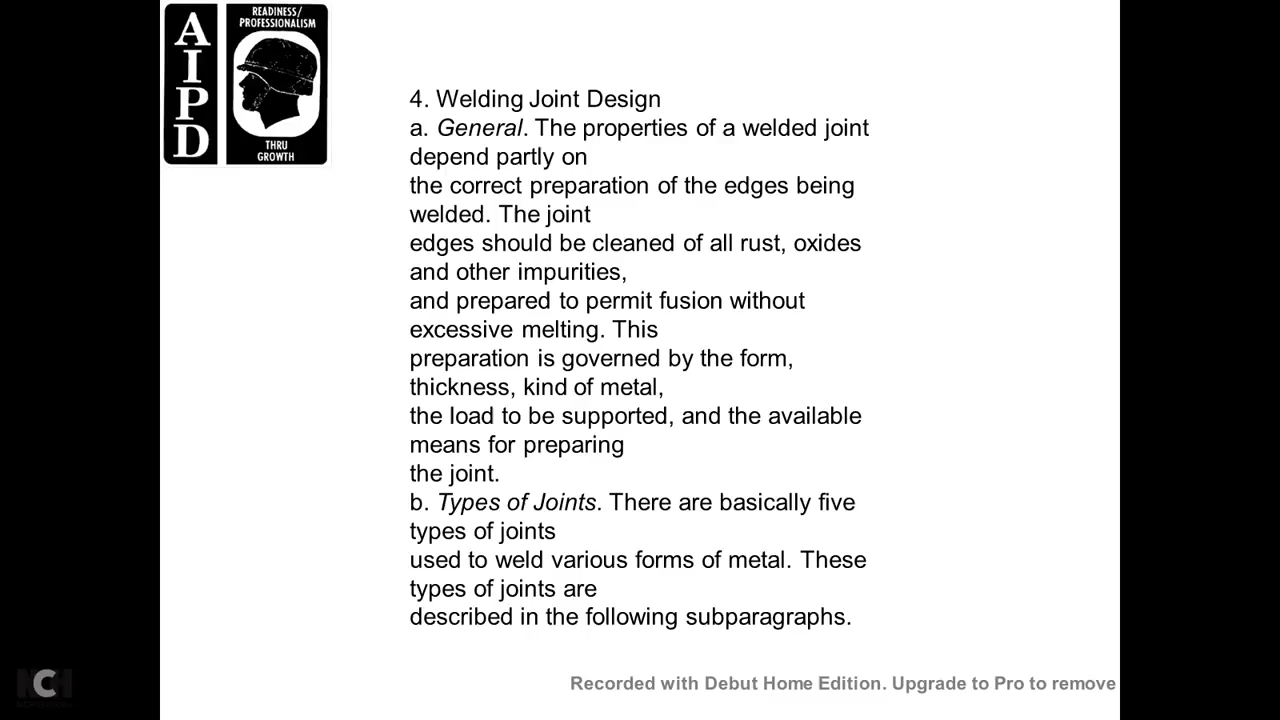 READINESS/
PROFESSIONALISM
A
I
P
D
THRU
GROWTH
4. Welding Joint Design
a. General. The properties of a welded joint
depend partly on
the correct preparation of the edges being
welded. The joint
edges should be cleaned of all rust, oxides
and other impurities,
and prepared to permit fusion without
excessive melting. This
preparation is governed by the form,
thickness, kind of metal,
the load to be supported, and the available
means for preparing
the joint.
b. Types of Joints. There are basically five
types of joints
used to weld various forms of metal. These
types of joints are
described in the following subparagraphs.
NCH
Recorded with Debut Home Edition. Upgrade to Pro to remove